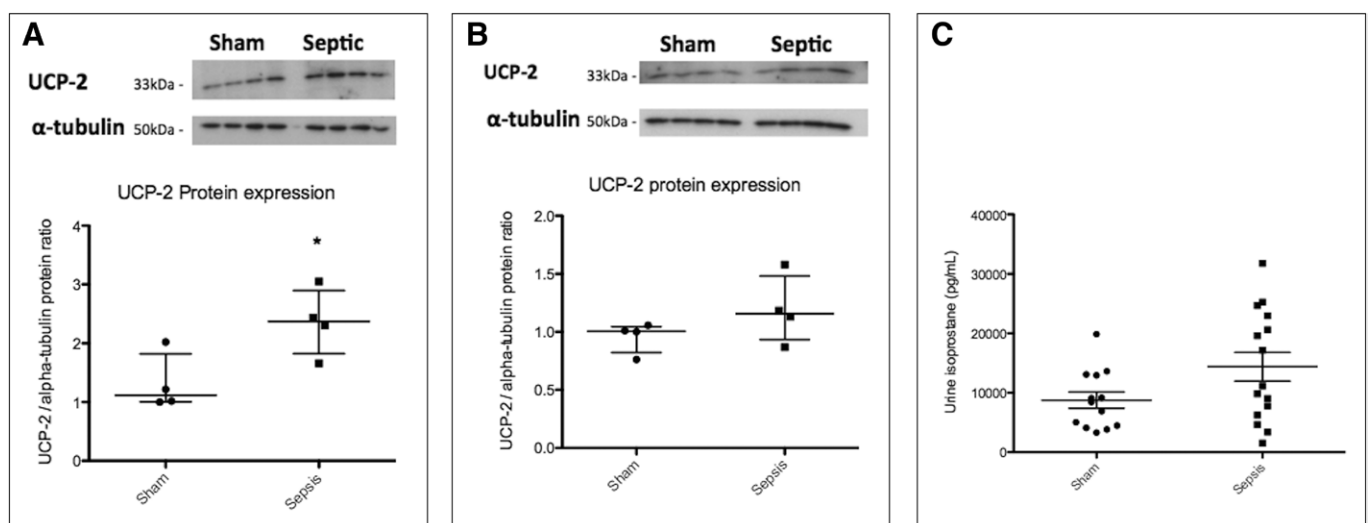 A
Sham Septic
UCP-2 33kDa -
α-tubulin 50kDa -
UCP-2 Protein expression
UCP-2 / alpha-tubulin protein ratio
4
3
2
1
0
*
Sham
Sepsis
B
Sham Septic
UCP-2 33kDa -
α-tubulin 50kDa -
UCP-2 protein expression
UCP-2 / alpha-tubulin protein ratio
2.0
1.5
1.0
0.5
0.0
Sham
Sepsis
C
Urine isoprostane (pg/mL)
40000
30000
20000
10000
0
Sham
Sepsis